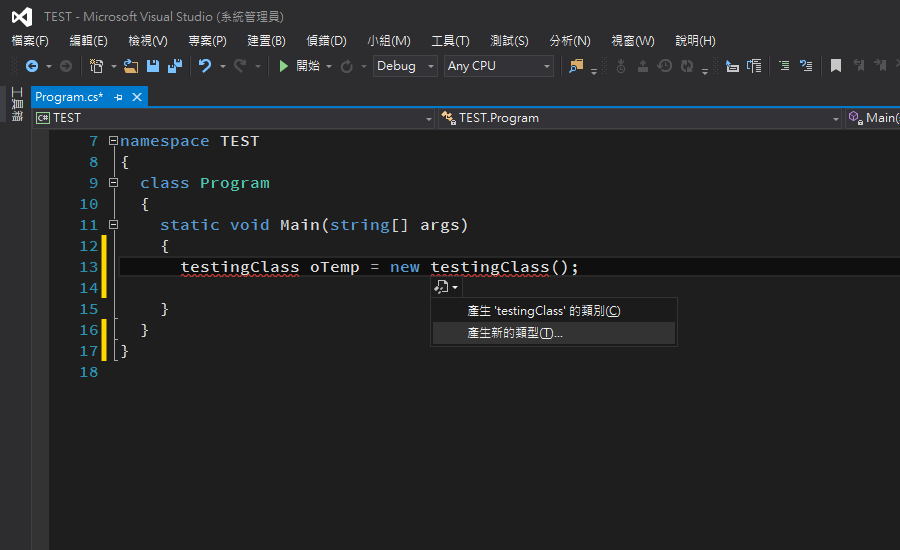 TEST - Microsoft Visual Studio (系統管理員)
檔案(F) 編輯(E) 檢視(V) 專案(P) 建置(B) 偵錯(D) 小組(M) 工具(T) 測試(S) 分析(N) 視窗(W) 說明(H)
開始 Debug Any CPU
工具箱
Program.cs*
C# TEST TEST.Program Main(
7 namespace TEST
8 {
9 class Program
10 {
11 static void Main(string[] args)
12 {
13 testingClass oTemp = new testingClass();
14
產生 'testingClass' 的類別(C)
15 }
產生新的類型(T)...
16 }
17 }
18